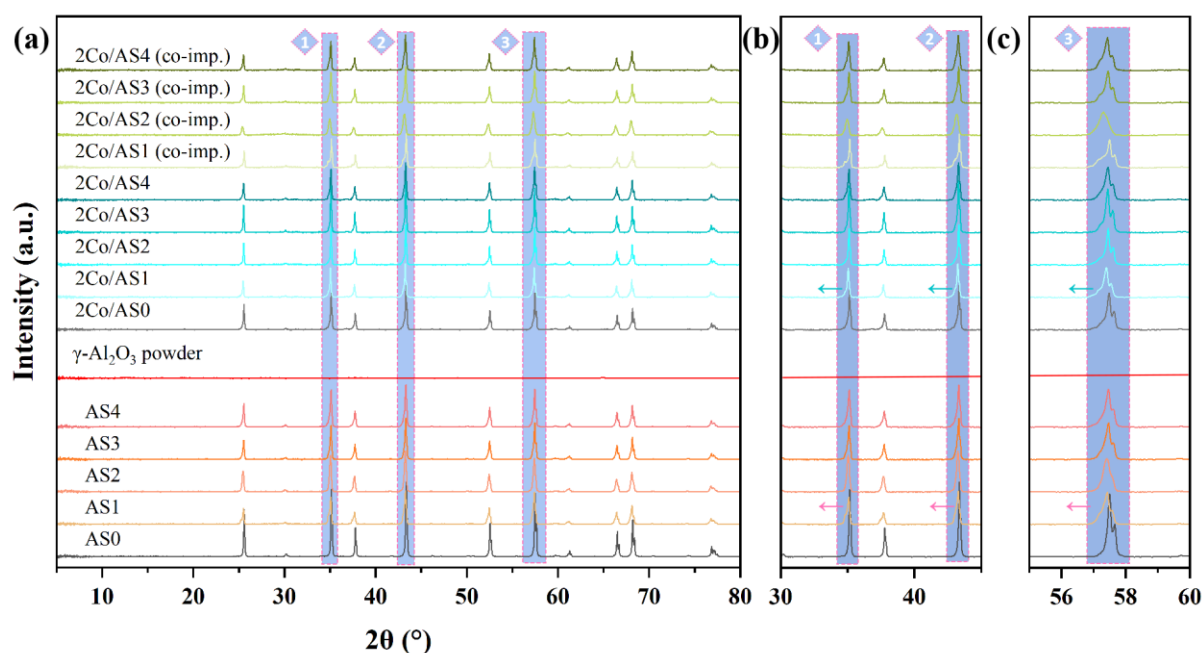 (a)
1
2
3
2Co/AS4 (co-imp.)
2Co/AS3 (co-imp.)
2Co/AS2 (co-imp.)
2Co/AS1 (co-imp.)
2Co/AS4
2Co/AS3
2Co/AS2
2Co/AS1
2Co/AS0
γ-Al₂O₃ powder
AS4
AS3
AS2
AS1
AS0
Intensity (a.u.)
10 20 30 40 50 60 70 80
2θ (°)
(b)
1
2
30 40
(c)
3
56 58 60